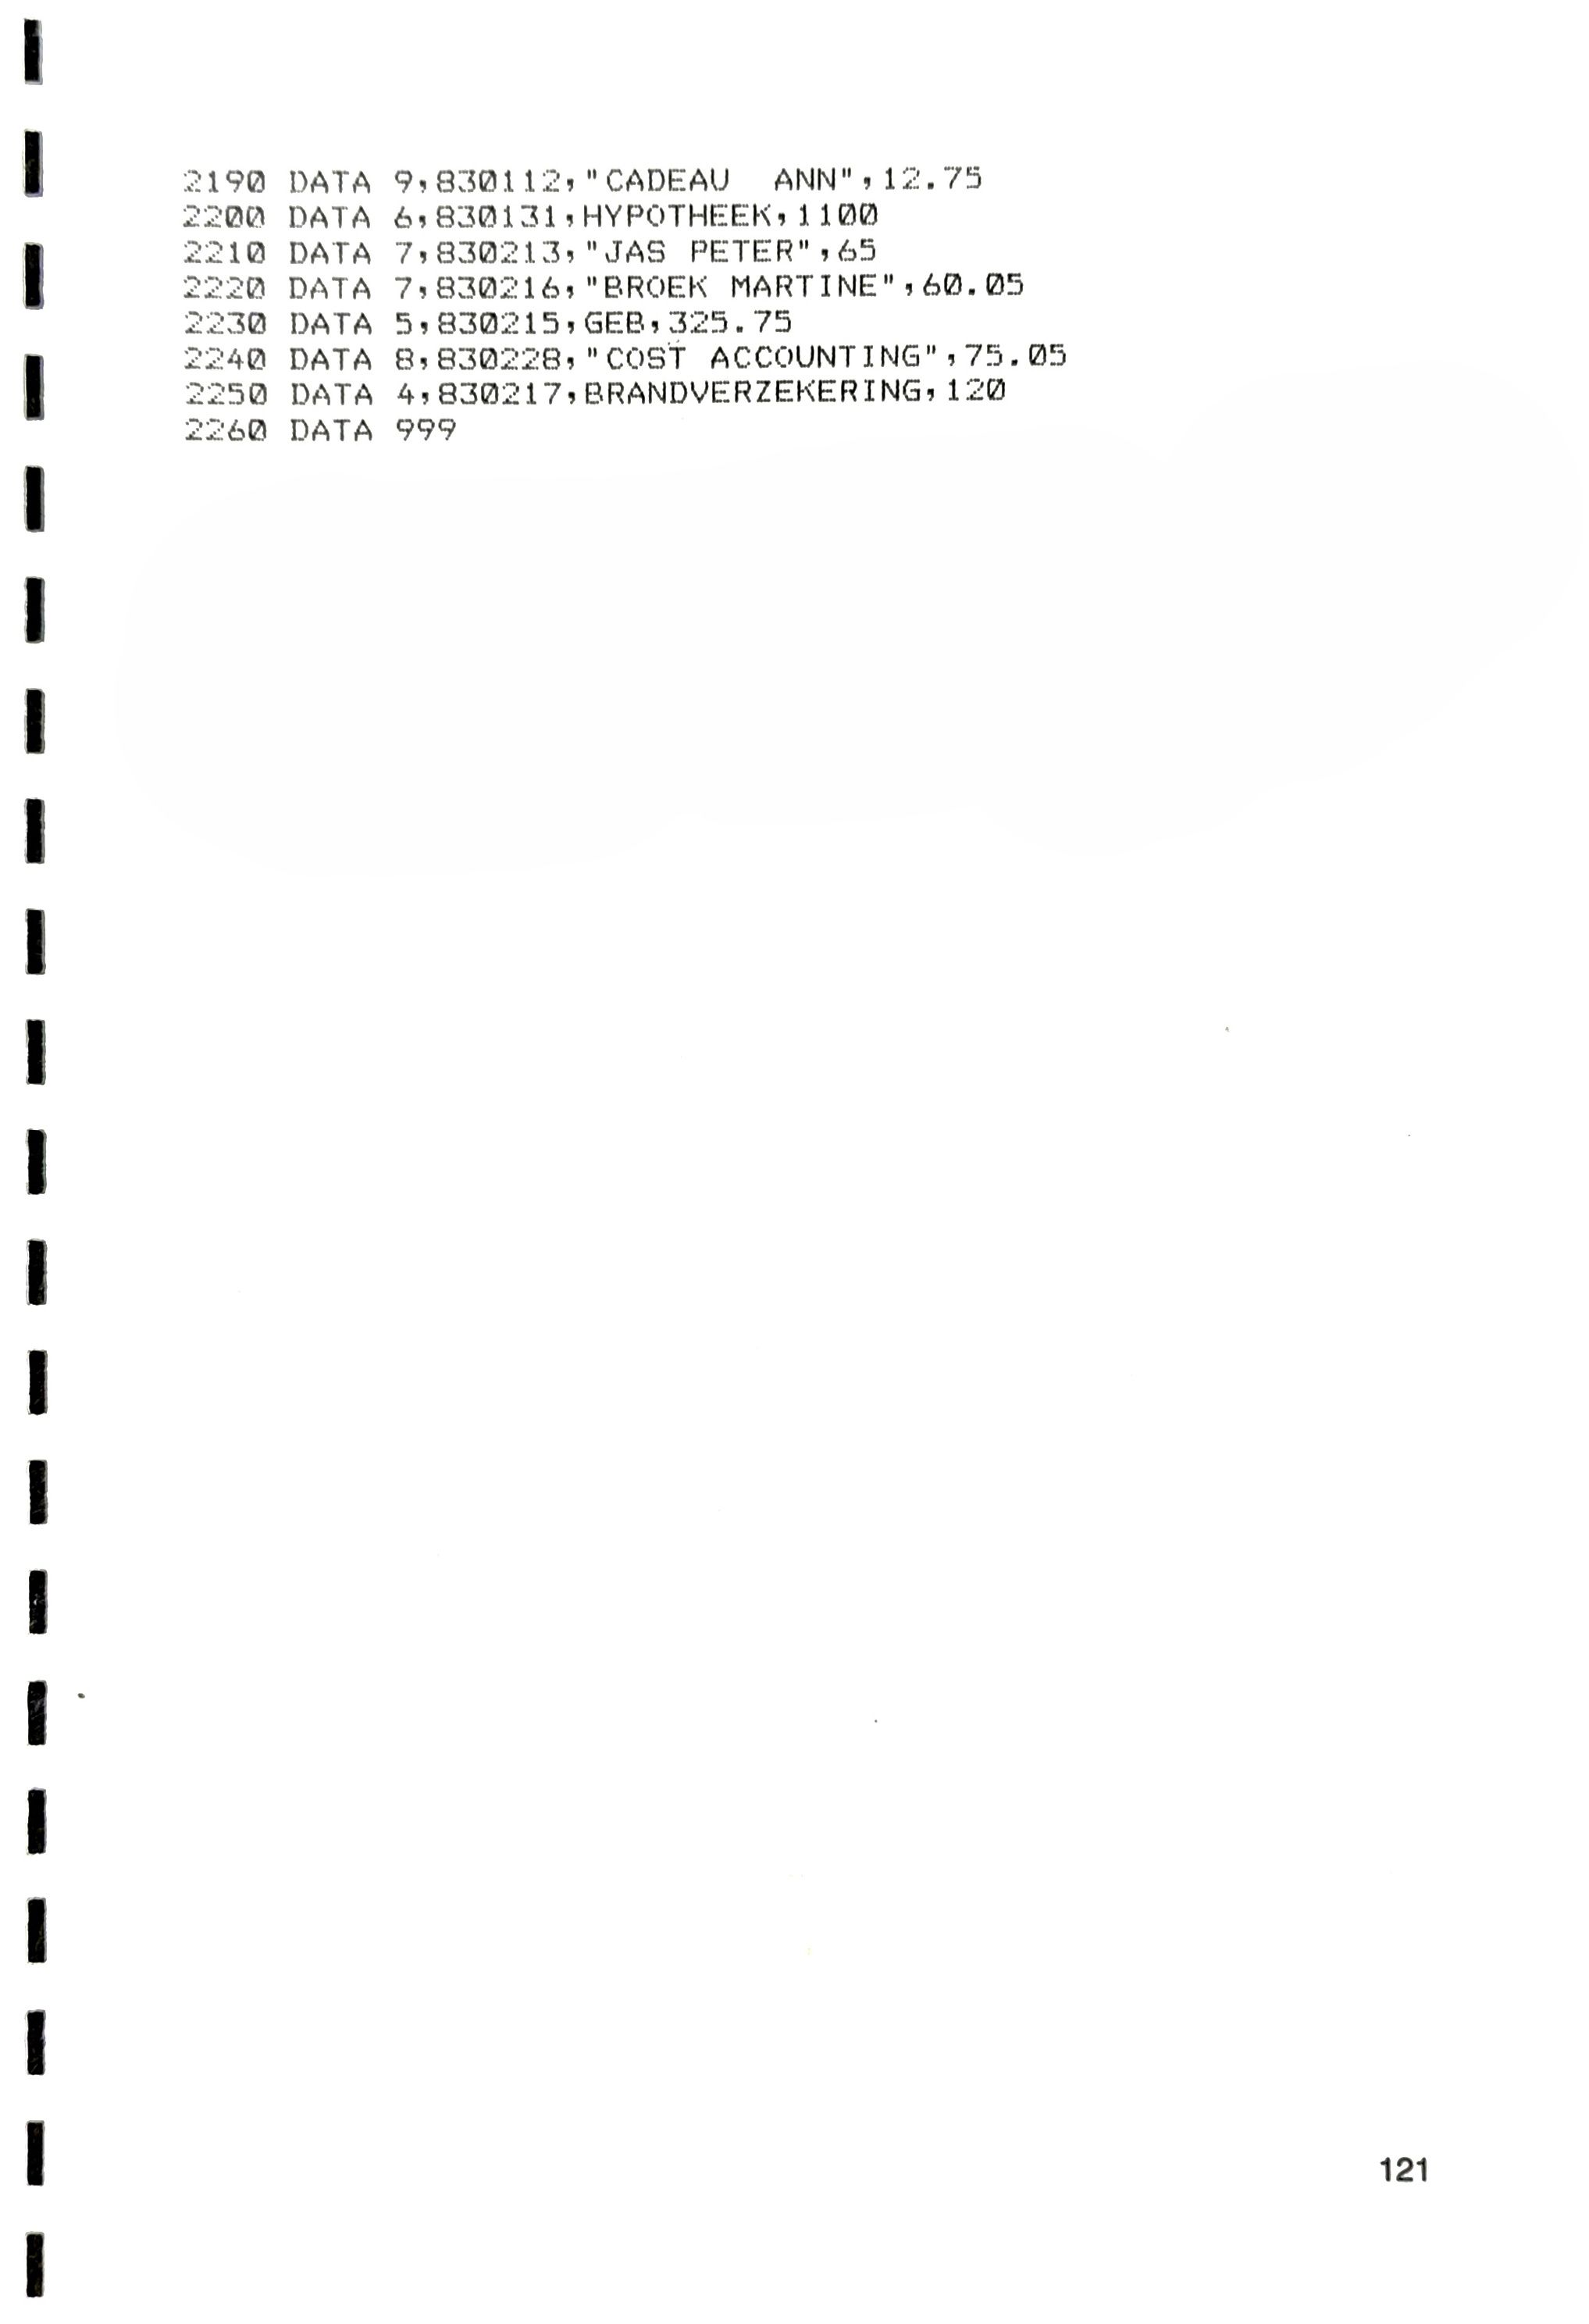 2190 DATA 9,830112,"CADEAU  ANN",12.75
2200 DATA 6,830131,HYPOTHEEK,1100
2210 DATA 7,830213,"JAS PETER",65
2220 DATA 7,830216,"BROEK MARTINE",60.05
2230 DATA 5,830215,GEB,325.75
2240 DATA 8,830228,"COST ACCOUNTING",75.05
2250 DATA 4,830217,BRANDVERZEKERING,120
2260 DATA 999
121